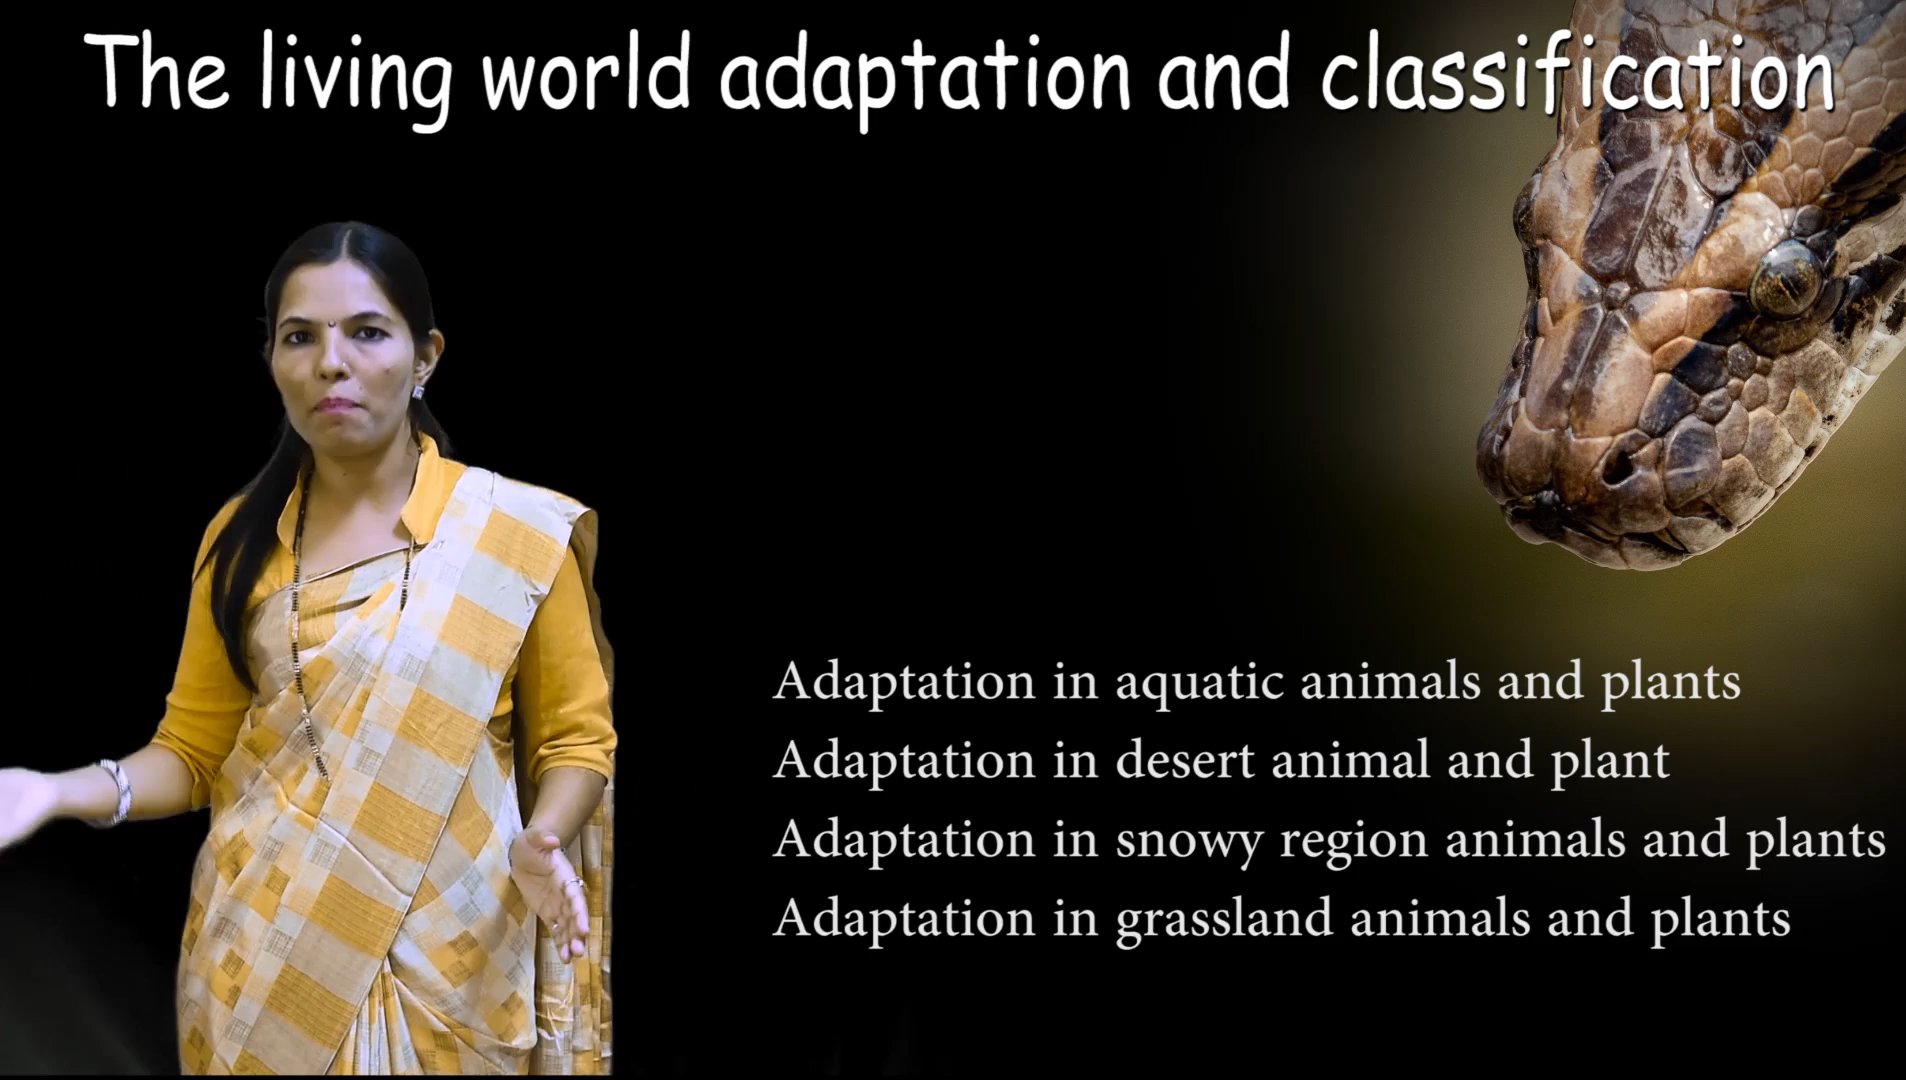 The living world adaptation and classification
Adaptation in aquatic animals and plants
Adaptation in desert animal and plant
Adaptation in snowy region animals and plants
Adaptation in grassland animals and plants